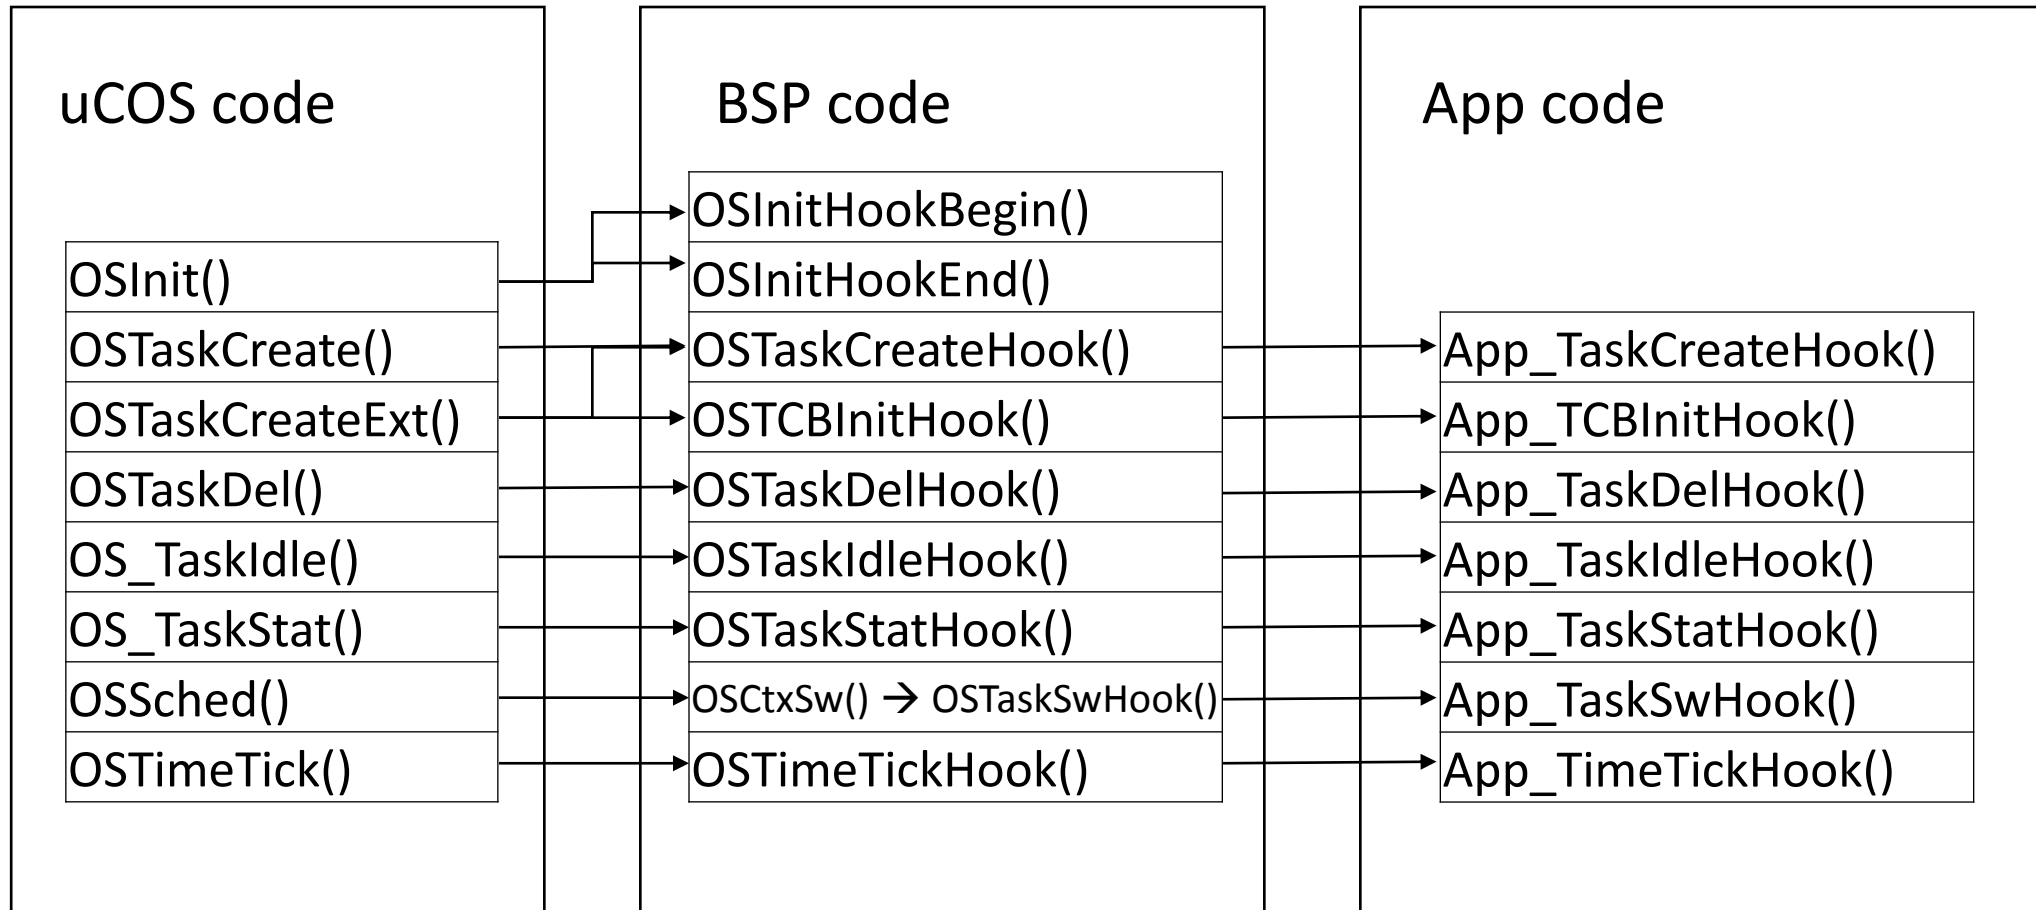 uCOS code
OSInit()
OSTaskCreate()
OSTaskCreateExt()
OSTaskDel()
OS_TaskIdle()
OS_TaskStat()
OSSched()
OSTimeTick()
BSP code
OSInitHookBegin()
OSInitHookEnd()
OSTaskCreateHook()
OSTCBInitHook()
OSTaskDelHook()
OSTaskIdleHook()
OSTaskStatHook()
OSCtxSw() → OSTaskSwHook()
OSTimeTickHook()
App code
App_TaskCreateHook()
App_TCBInitHook()
App_TaskDelHook()
App_TaskIdleHook()
App_TaskStatHook()
App_TaskSwHook()
App_TimeTickHook()